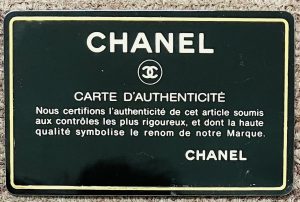 CHANEL
CARTE D'AUTHENTICITÉ
Nous certifions l'authenticité de cet article soumis
aux contrôles les plus rigoureux, et dont la haute
qualité symbolise le renom de notre Marque.
CHANEL